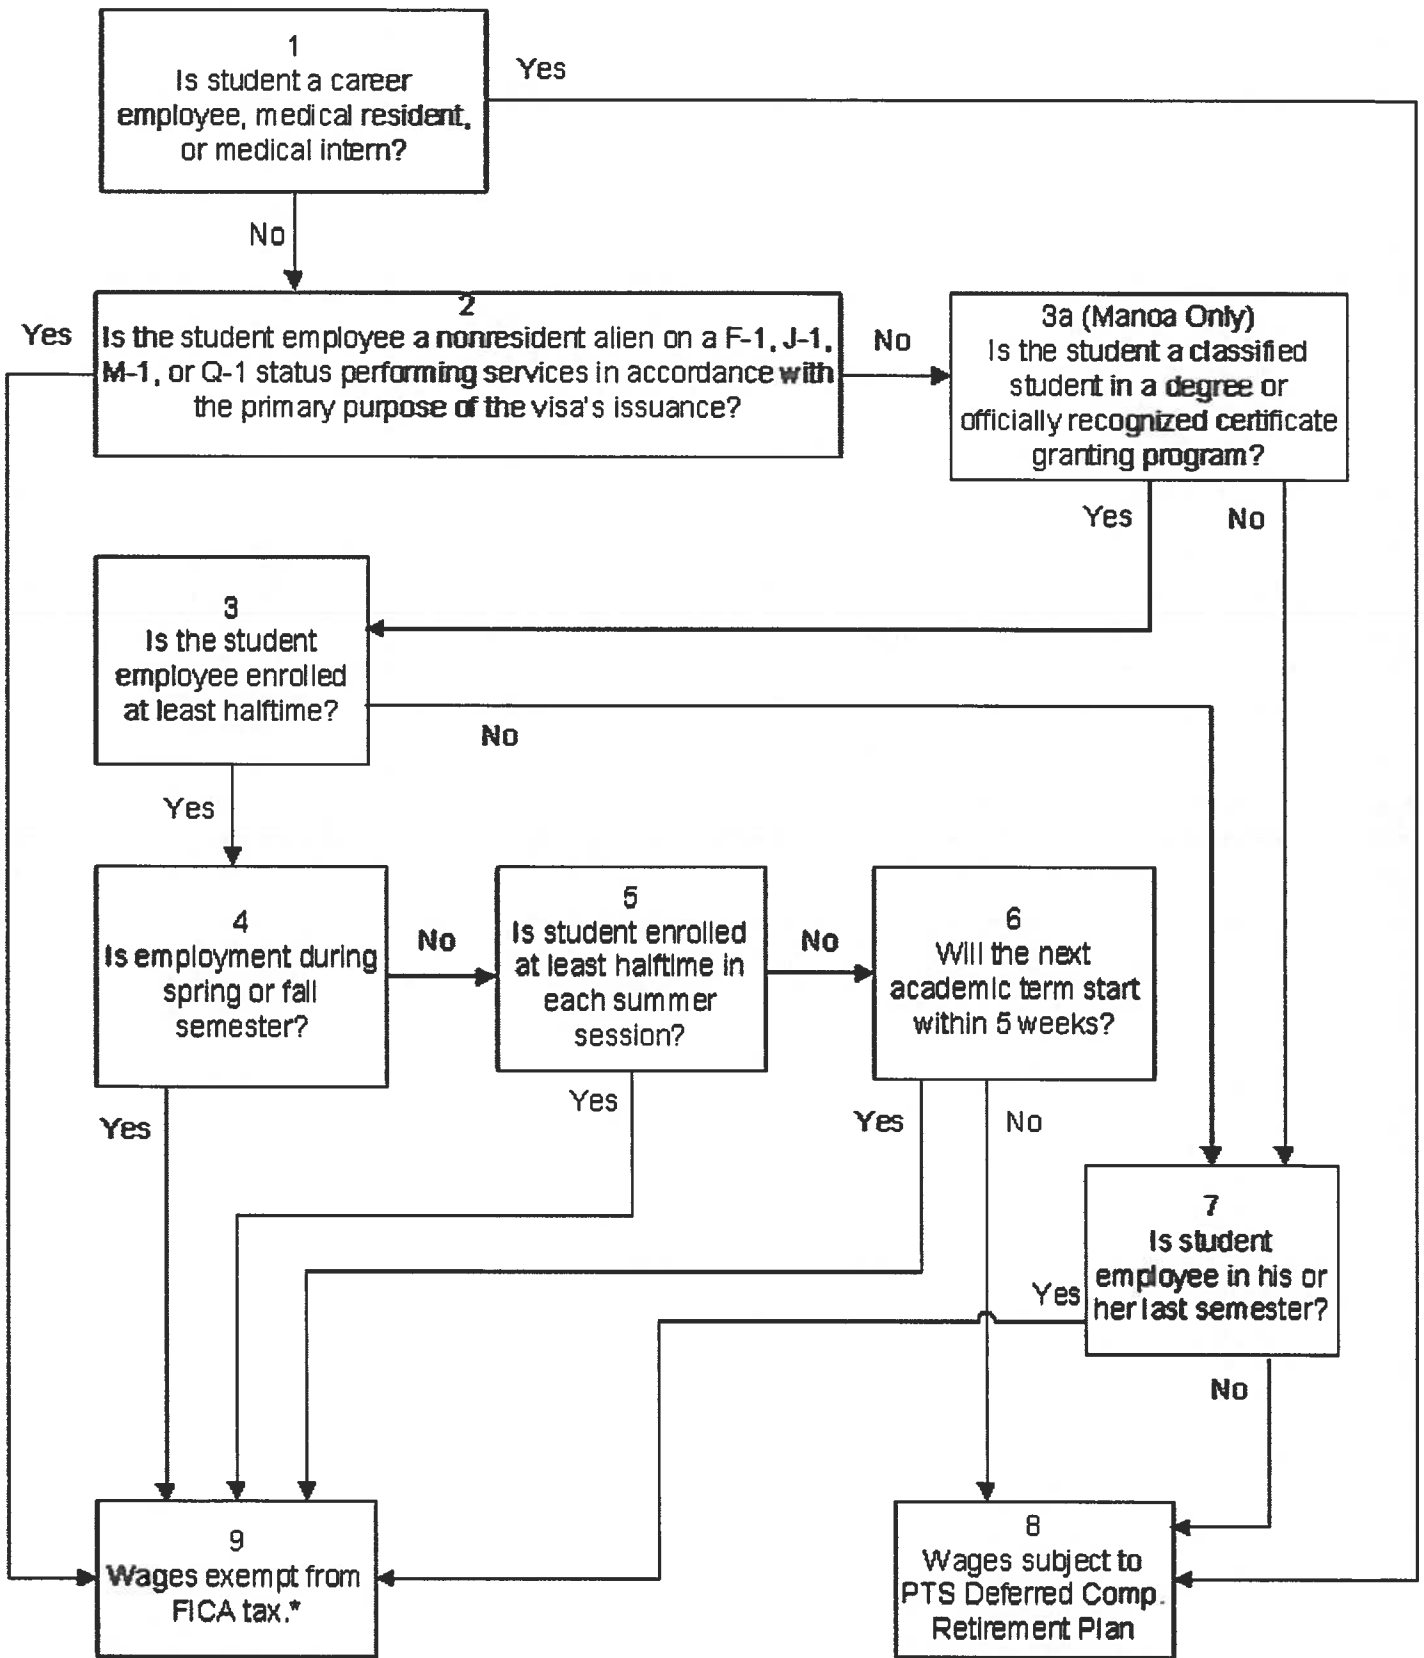 1
Is student a career
employee, medical resident,
or medical intern?
Yes
No
2
Is the student employee a nonresident alien on a F-1, J-1,
M-1, or Q-1 status performing services in accordance with
the primary purpose of the visa's issuance?
Yes
No
3a (Manoa Only)
Is the student a classified
student in a degree or
officially recognized certificate
granting program?
Yes
No
3
Is the student
employee enrolled
at least halftime?
No
Yes
4
Is employment during
spring or fall
semester?
No
5
Is student enrolled
at least halftime in
each summer
session?
No
6
Will the next
academic term start
within 5 weeks?
Yes
Yes
Yes
No
7
Is student
employee in his or
her last semester?
Yes
No
9
Wages exempt from
FICA tax.*
8
Wages subject to
PTS Deferred Comp.
Retirement Plan